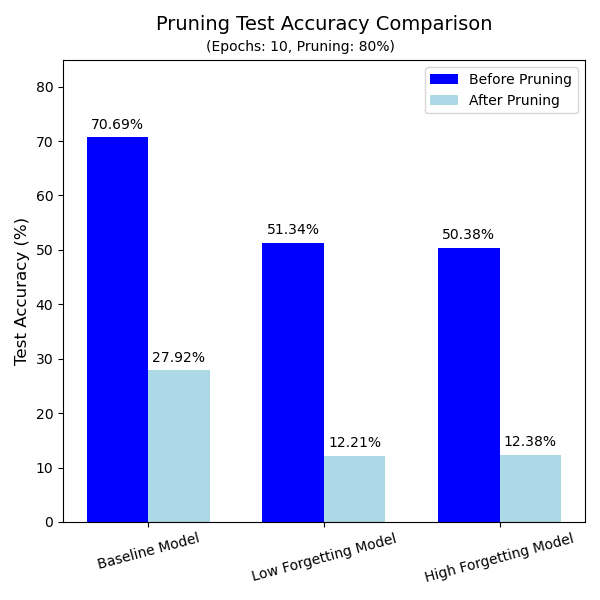 Pruning Test Accuracy Comparison
(Epochs: 10, Pruning: 80%)
Before Pruning
After Pruning
Test Accuracy (%)
80
70
60
50
40
30
20
10
0
70.69%
27.92%
51.34%
12.21%
50.38%
12.38%
Baseline Model
Low Forgetting Model
High Forgetting Model